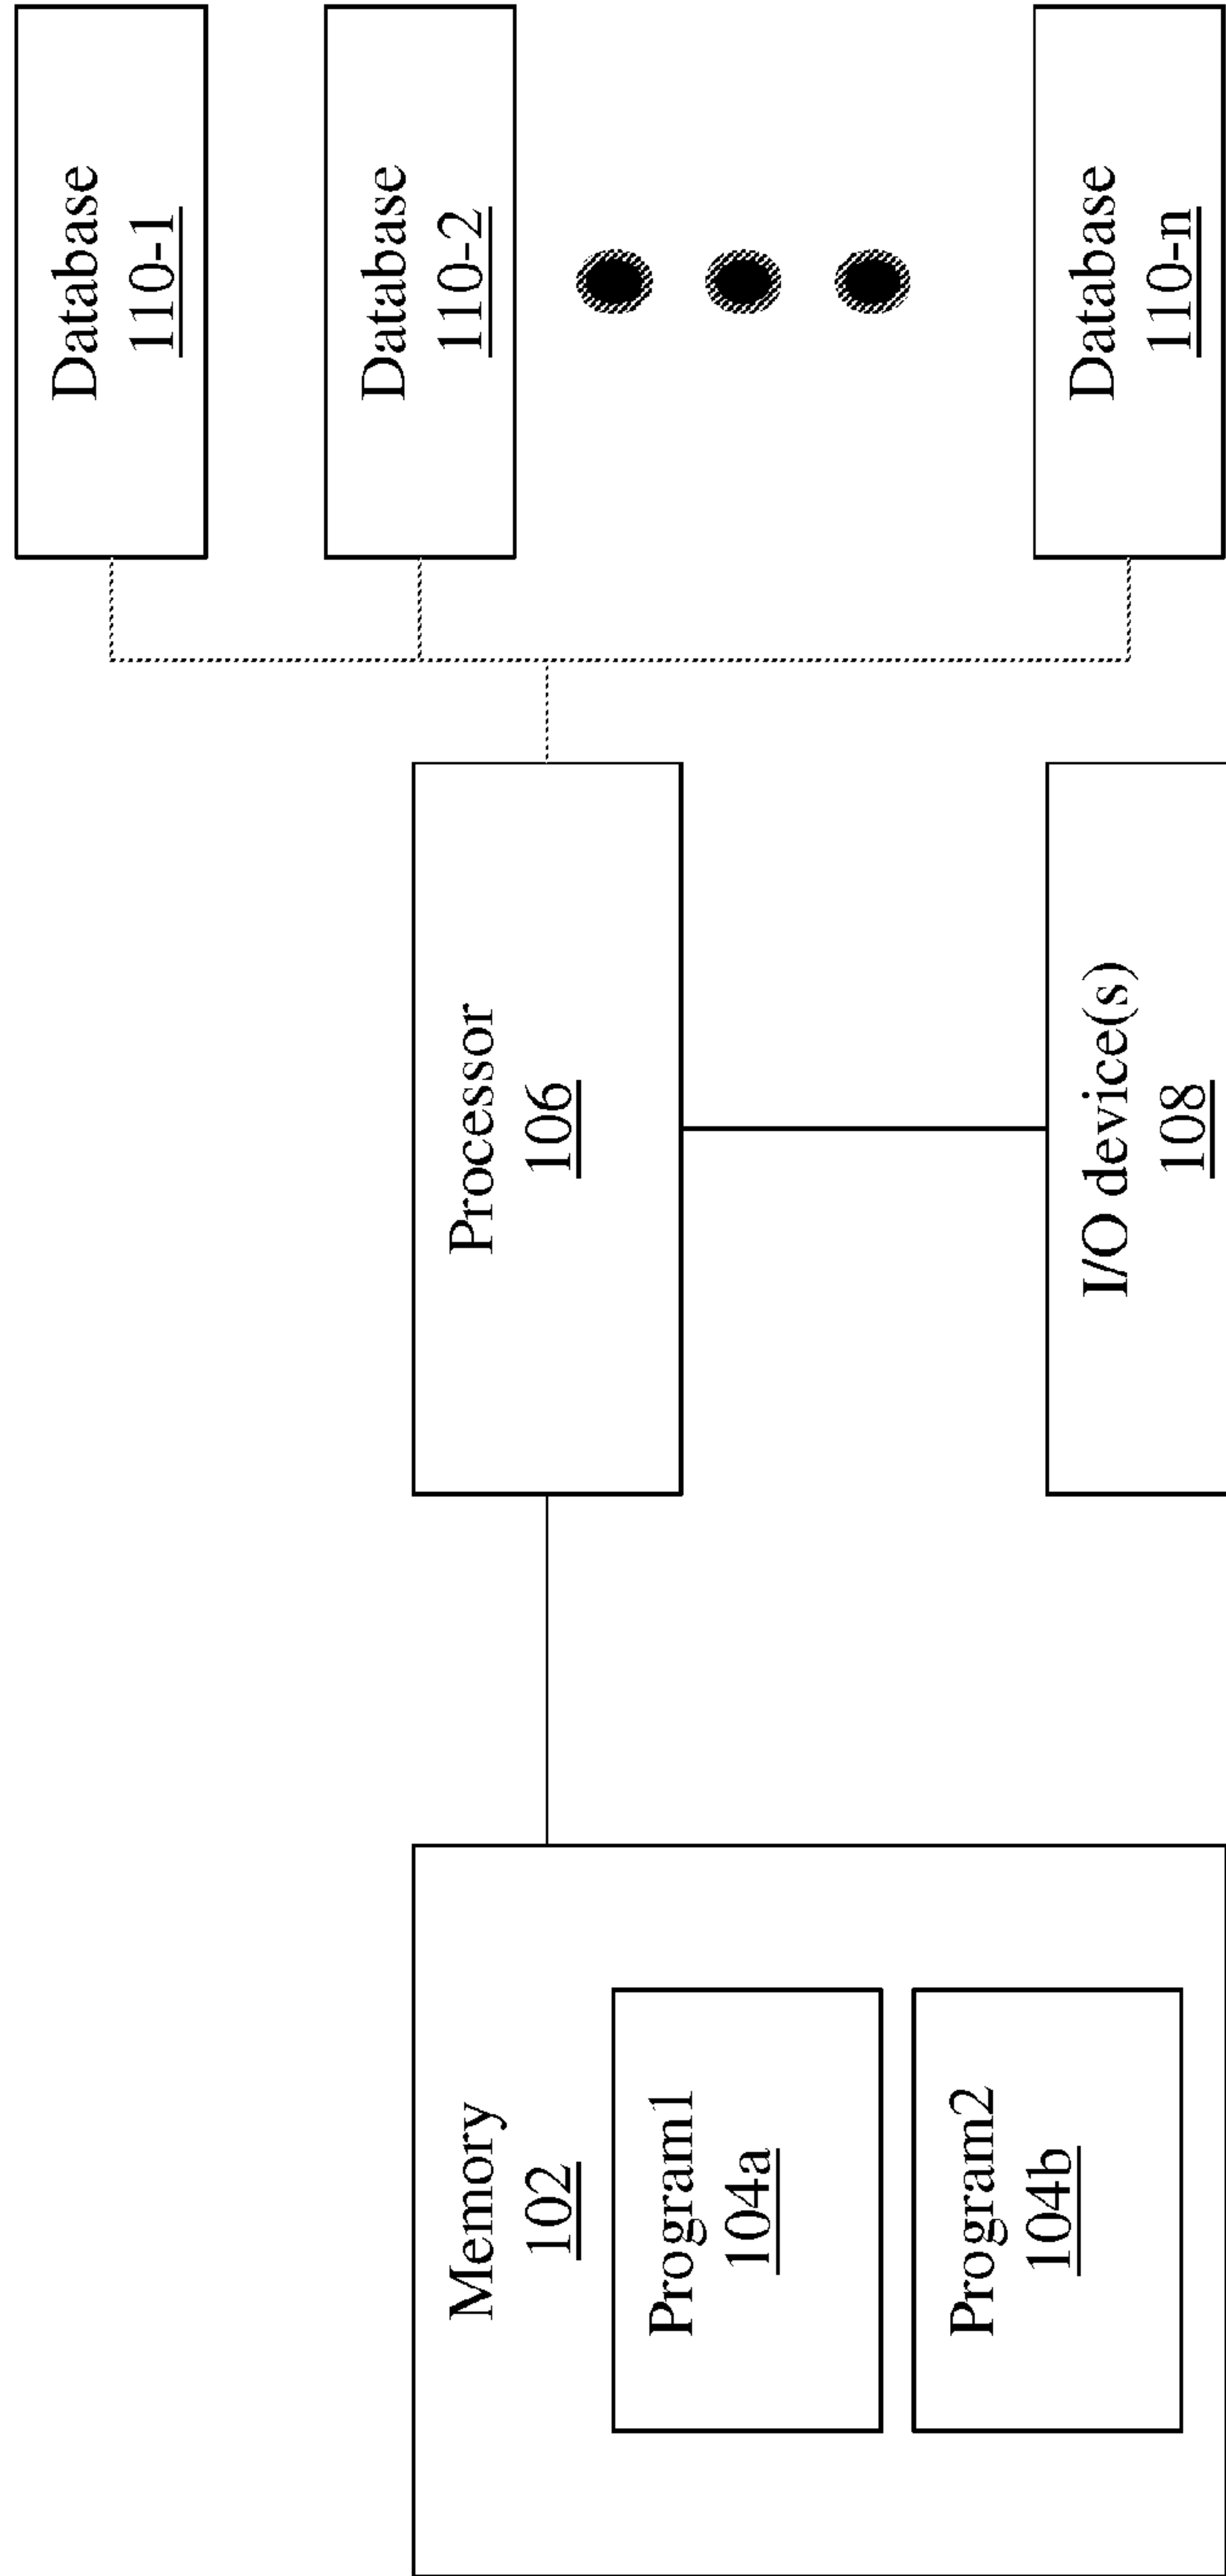 Memory
102
Program1
104a
Program2
104b
Processor
106
I/O device(s)
108
Database
110-1
Database
110-2
Database
110-n